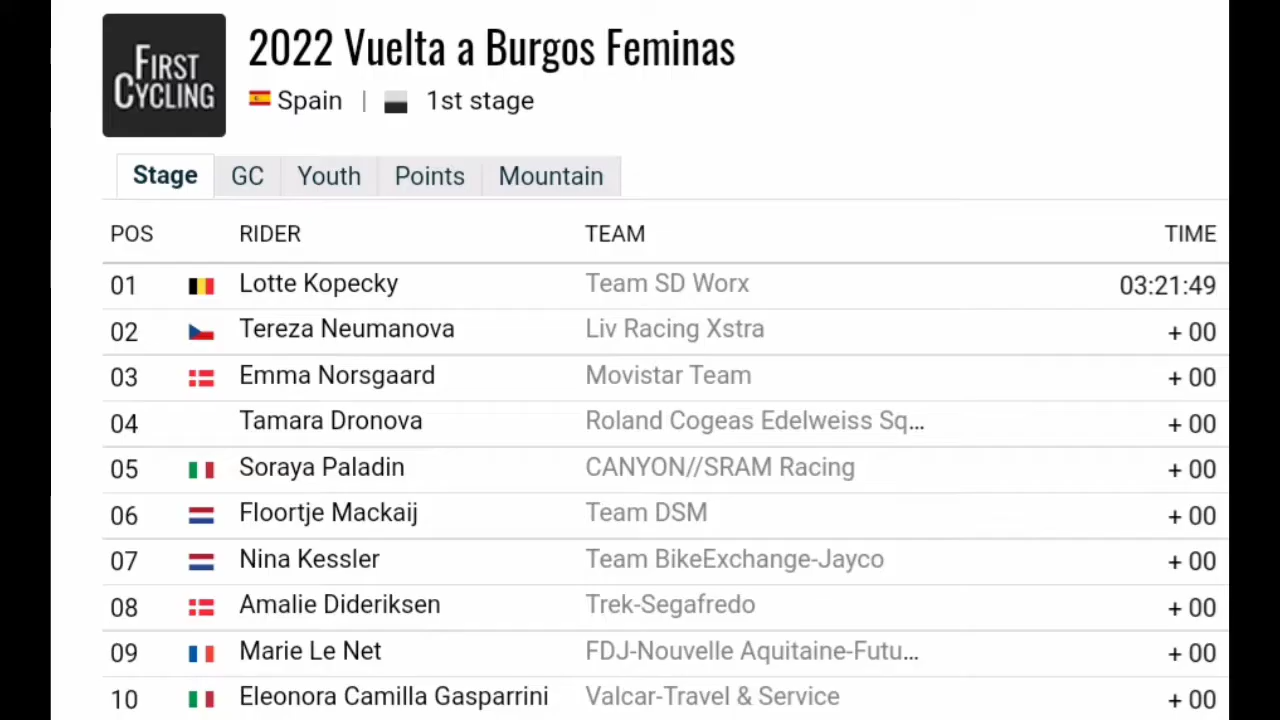 FIRST
CYCLING
2022 Vuelta a Burgos Feminas
Spain | 1st stage
Stage GC Youth Points Mountain
POS RIDER TEAM TIME
01 Lotte Kopecky Team SD Worx 03:21:49
02 Tereza Neumanova Liv Racing Xstra + 00
03 Emma Norsgaard Movistar Team + 00
04 Tamara Dronova Roland Cogeas Edelweiss Sq... + 00
05 Soraya Paladin CANYON//SRAM Racing + 00
06 Floortje Mackaij Team DSM + 00
07 Nina Kessler Team BikeExchange-Jayco + 00
08 Amalie Dideriksen Trek-Segafredo + 00
09 Marie Le Net FDJ-Nouvelle Aquitaine-Futu... + 00
10 Eleonora Camilla Gasparrini Valcar-Travel & Service + 00